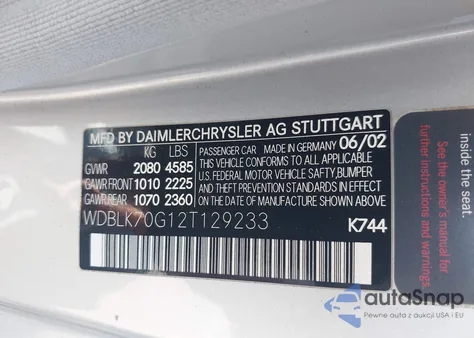 MFD BY DAIMLERCHRYSLER AG STUTTGART
KG LBS
GVWR 2080 4585
GAWR FRONT 1010 2225
GAWR REAR 1070 2360
PASSENGER CAR MADE IN GERMANY 06/02
THIS VEHICLE CONFORMS TO ALL APPLICABLE
U.S. FEDERAL MOTOR VEHICLE SAFETY, BUMPER
AND THEFT PREVENTION STANDARDS IN EFFECT
ON THE DATE OF MANUFACTURE SHOWN ABOVE.
WDBLK70G12T129233
K744
inside the seat.
See the owner's manual for
further instructions
and warnings.
autoSnap
Pewne auta z aukcji USA i EU